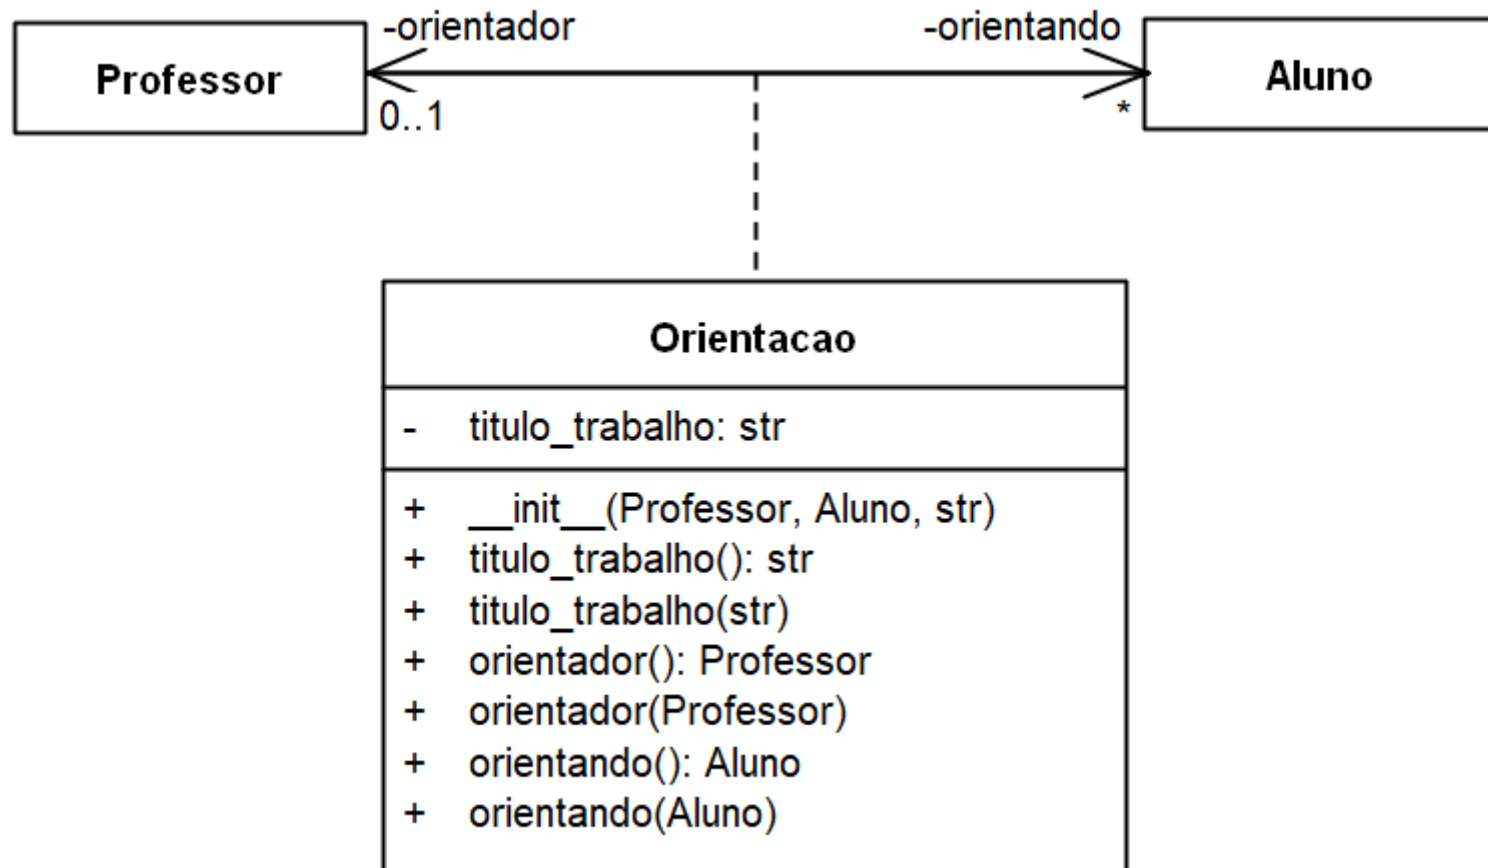 -orientador
-orientando
Professor
Aluno
0..1
*
Orientacao
- titulo_trabalho: str
+ __init__(Professor, Aluno, str)
+ titulo_trabalho(): str
+ titulo_trabalho(str)
+ orientador(): Professor
+ orientador(Professor)
+ orientando(): Aluno
+ orientando(Aluno)